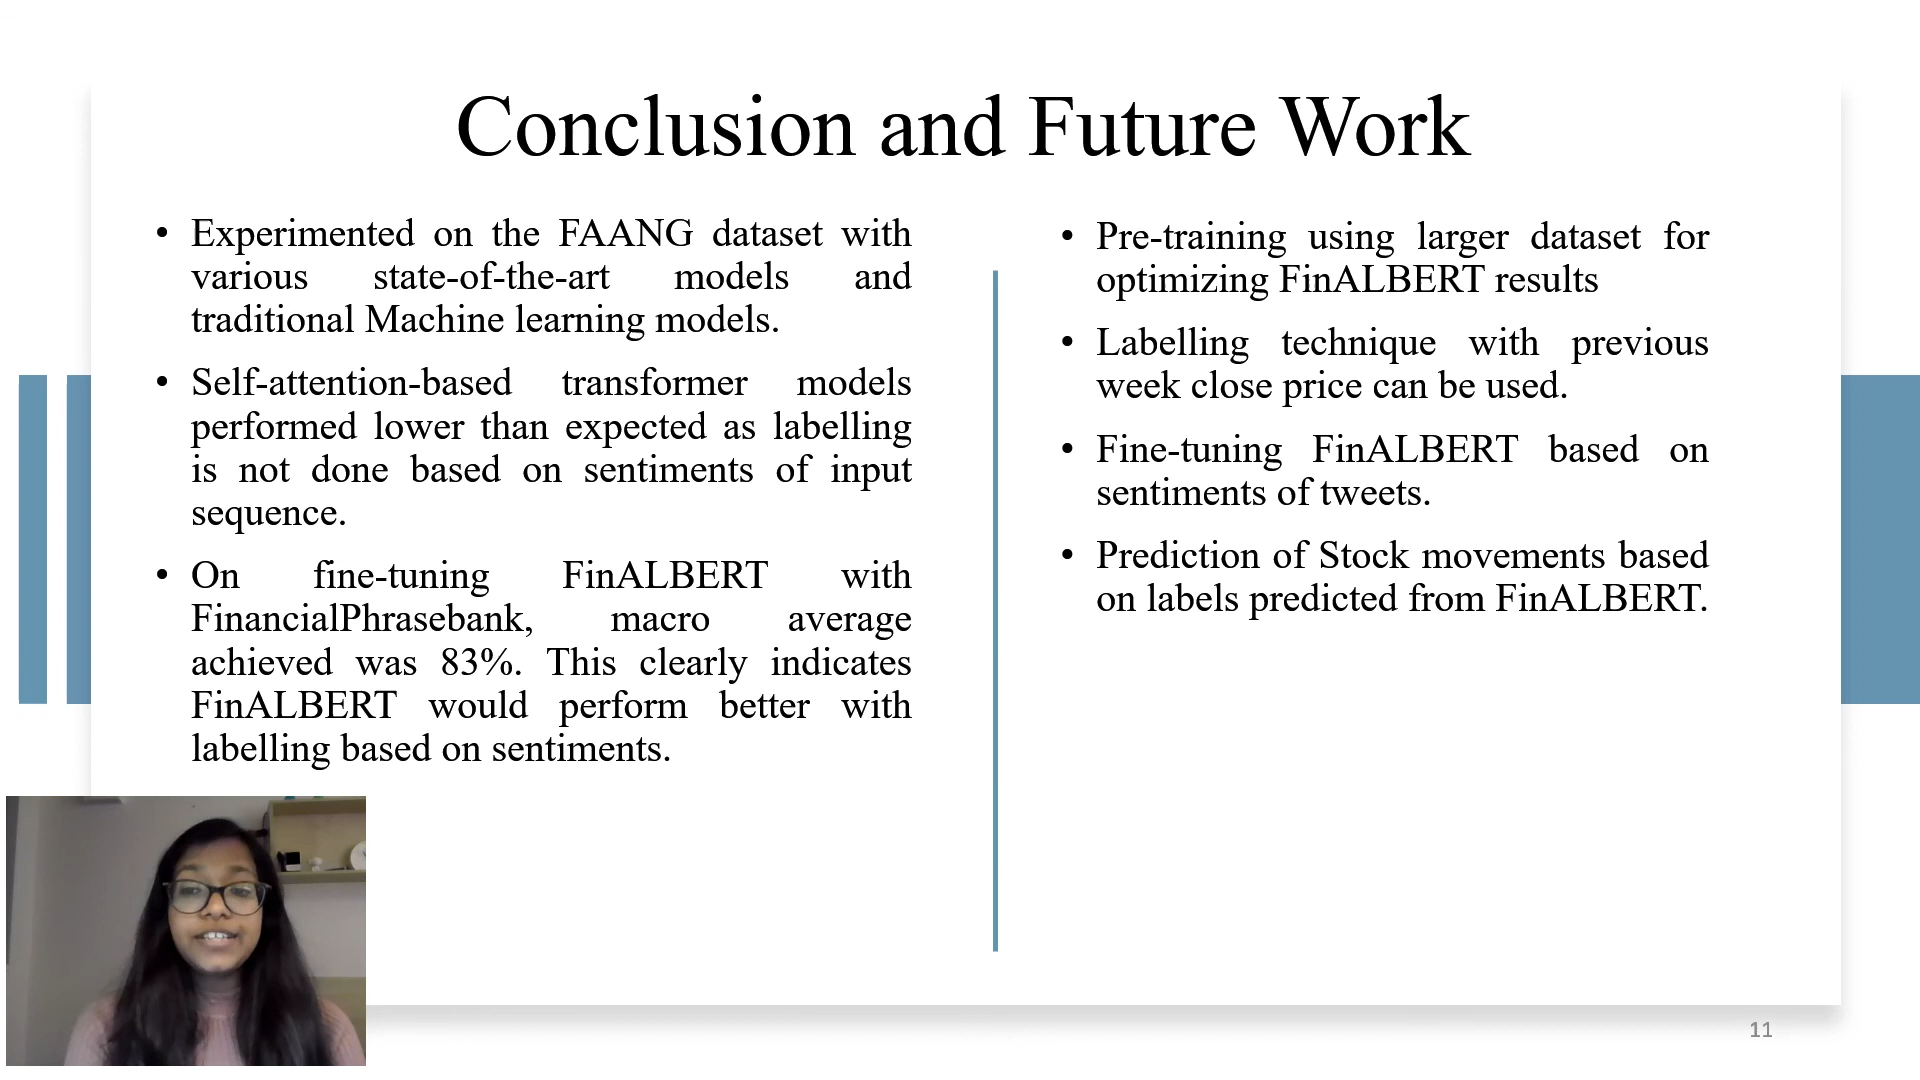 Conclusion and Future Work
• Experimented on the FAANG dataset with
various state-of-the-art models and
traditional Machine learning models.
• Self-attention-based transformer models
performed lower than expected as labelling
is not done based on sentiments of input
sequence.
• On fine-tuning FinALBERT with
FinancialPhrasebank, macro average
achieved was 83%. This clearly indicates
FinALBERT would perform better with
labelling based on sentiments.
• Pre-training using larger dataset for
optimizing FinALBERT results
• Labelling technique with previous
week close price can be used.
• Fine-tuning FinALBERT based on
sentiments of tweets.
• Prediction of Stock movements based
on labels predicted from FinALBERT.
11